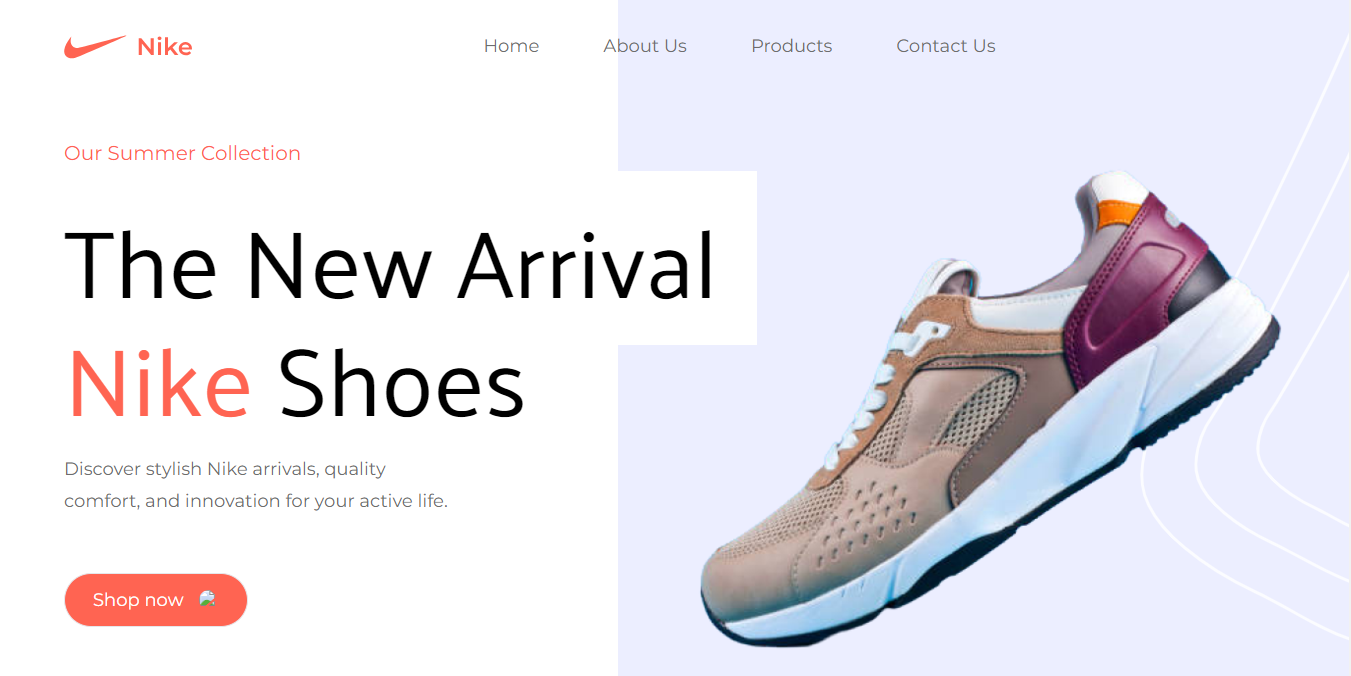 Nike
Home About Us Products Contact Us
Our Summer Collection
The New Arrival
Nike Shoes
Discover stylish Nike arrivals, quality
comfort, and innovation for your active life.
Shop now